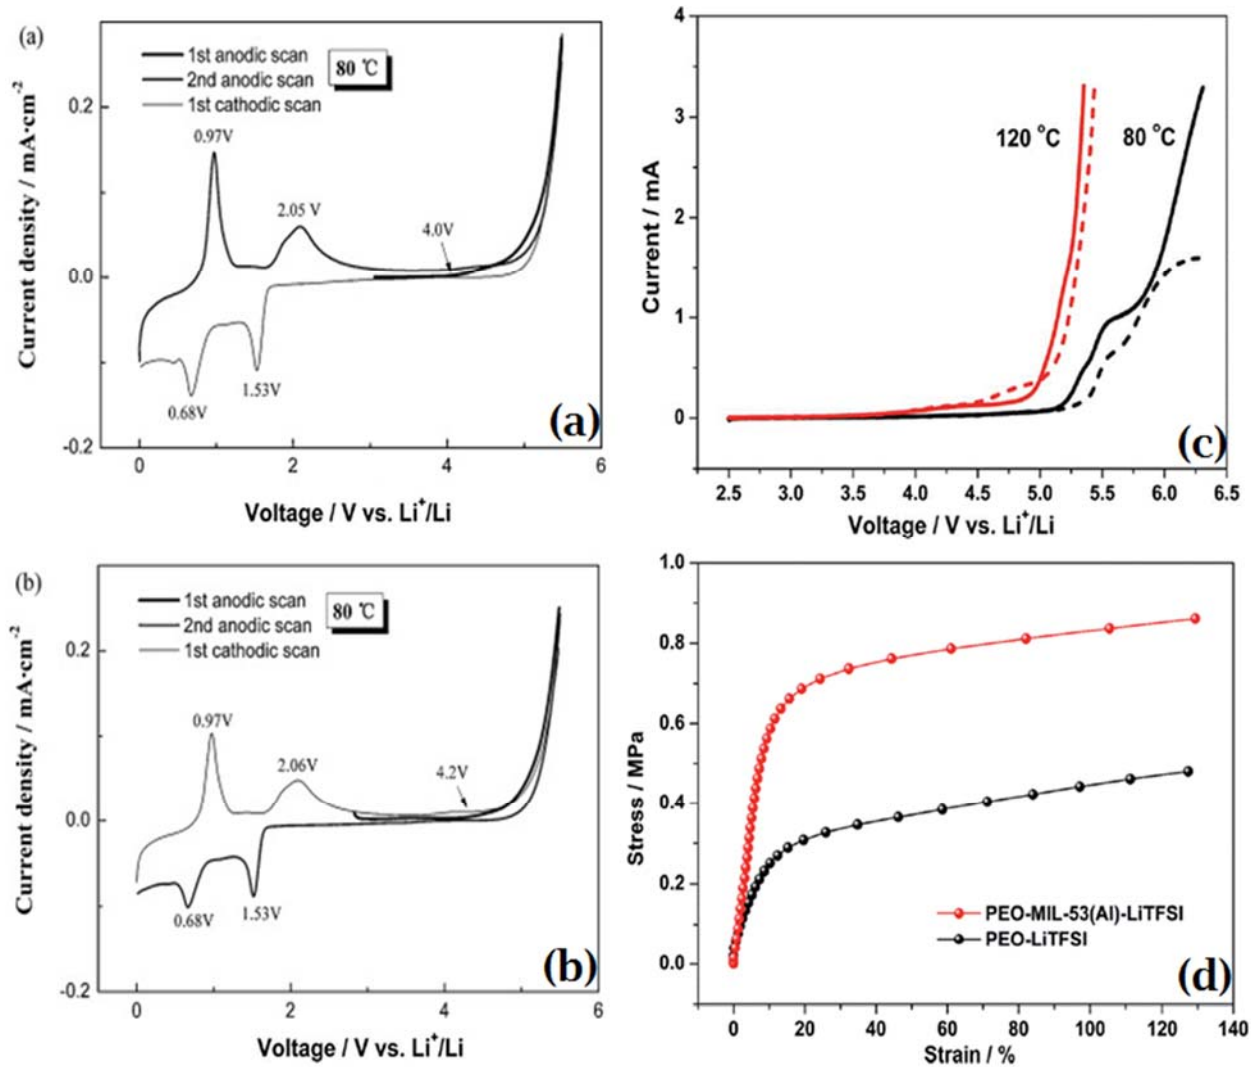 (a)
1st anodic scan
2nd anodic scan
1st cathodic scan
80 ℃
0.97V
2.05 V
4.0V
0.68V
1.53V
0.2
0.0
-0.2
0 2 4 6
Current density / mA·cm⁻²
Voltage / V vs. Li⁺/Li
(a)
4
3
2
1
0
120 °C
80 °C
Current / mA
2.5 3.0 3.5 4.0 4.5 5.0 5.5 6.0 6.5
Voltage / V vs. Li⁺/Li
(c)
(b)
1st anodic scan
2nd anodic scan
1st cathodic scan
80 ℃
0.97V
2.06V
4.2V
0.68V
1.53V
0.2
0.0
-0.2
0 2 4 6
Current density / mA·cm⁻²
Voltage / V vs. Li⁺/Li
(b)
1.0
0.8
0.6
0.4
0.2
0.0
Stress / MPa
PEO-MIL-53(Al)-LiTFSI
PEO-LiTFSI
0 20 40 60 80 100 120 140
Strain / %
(d)